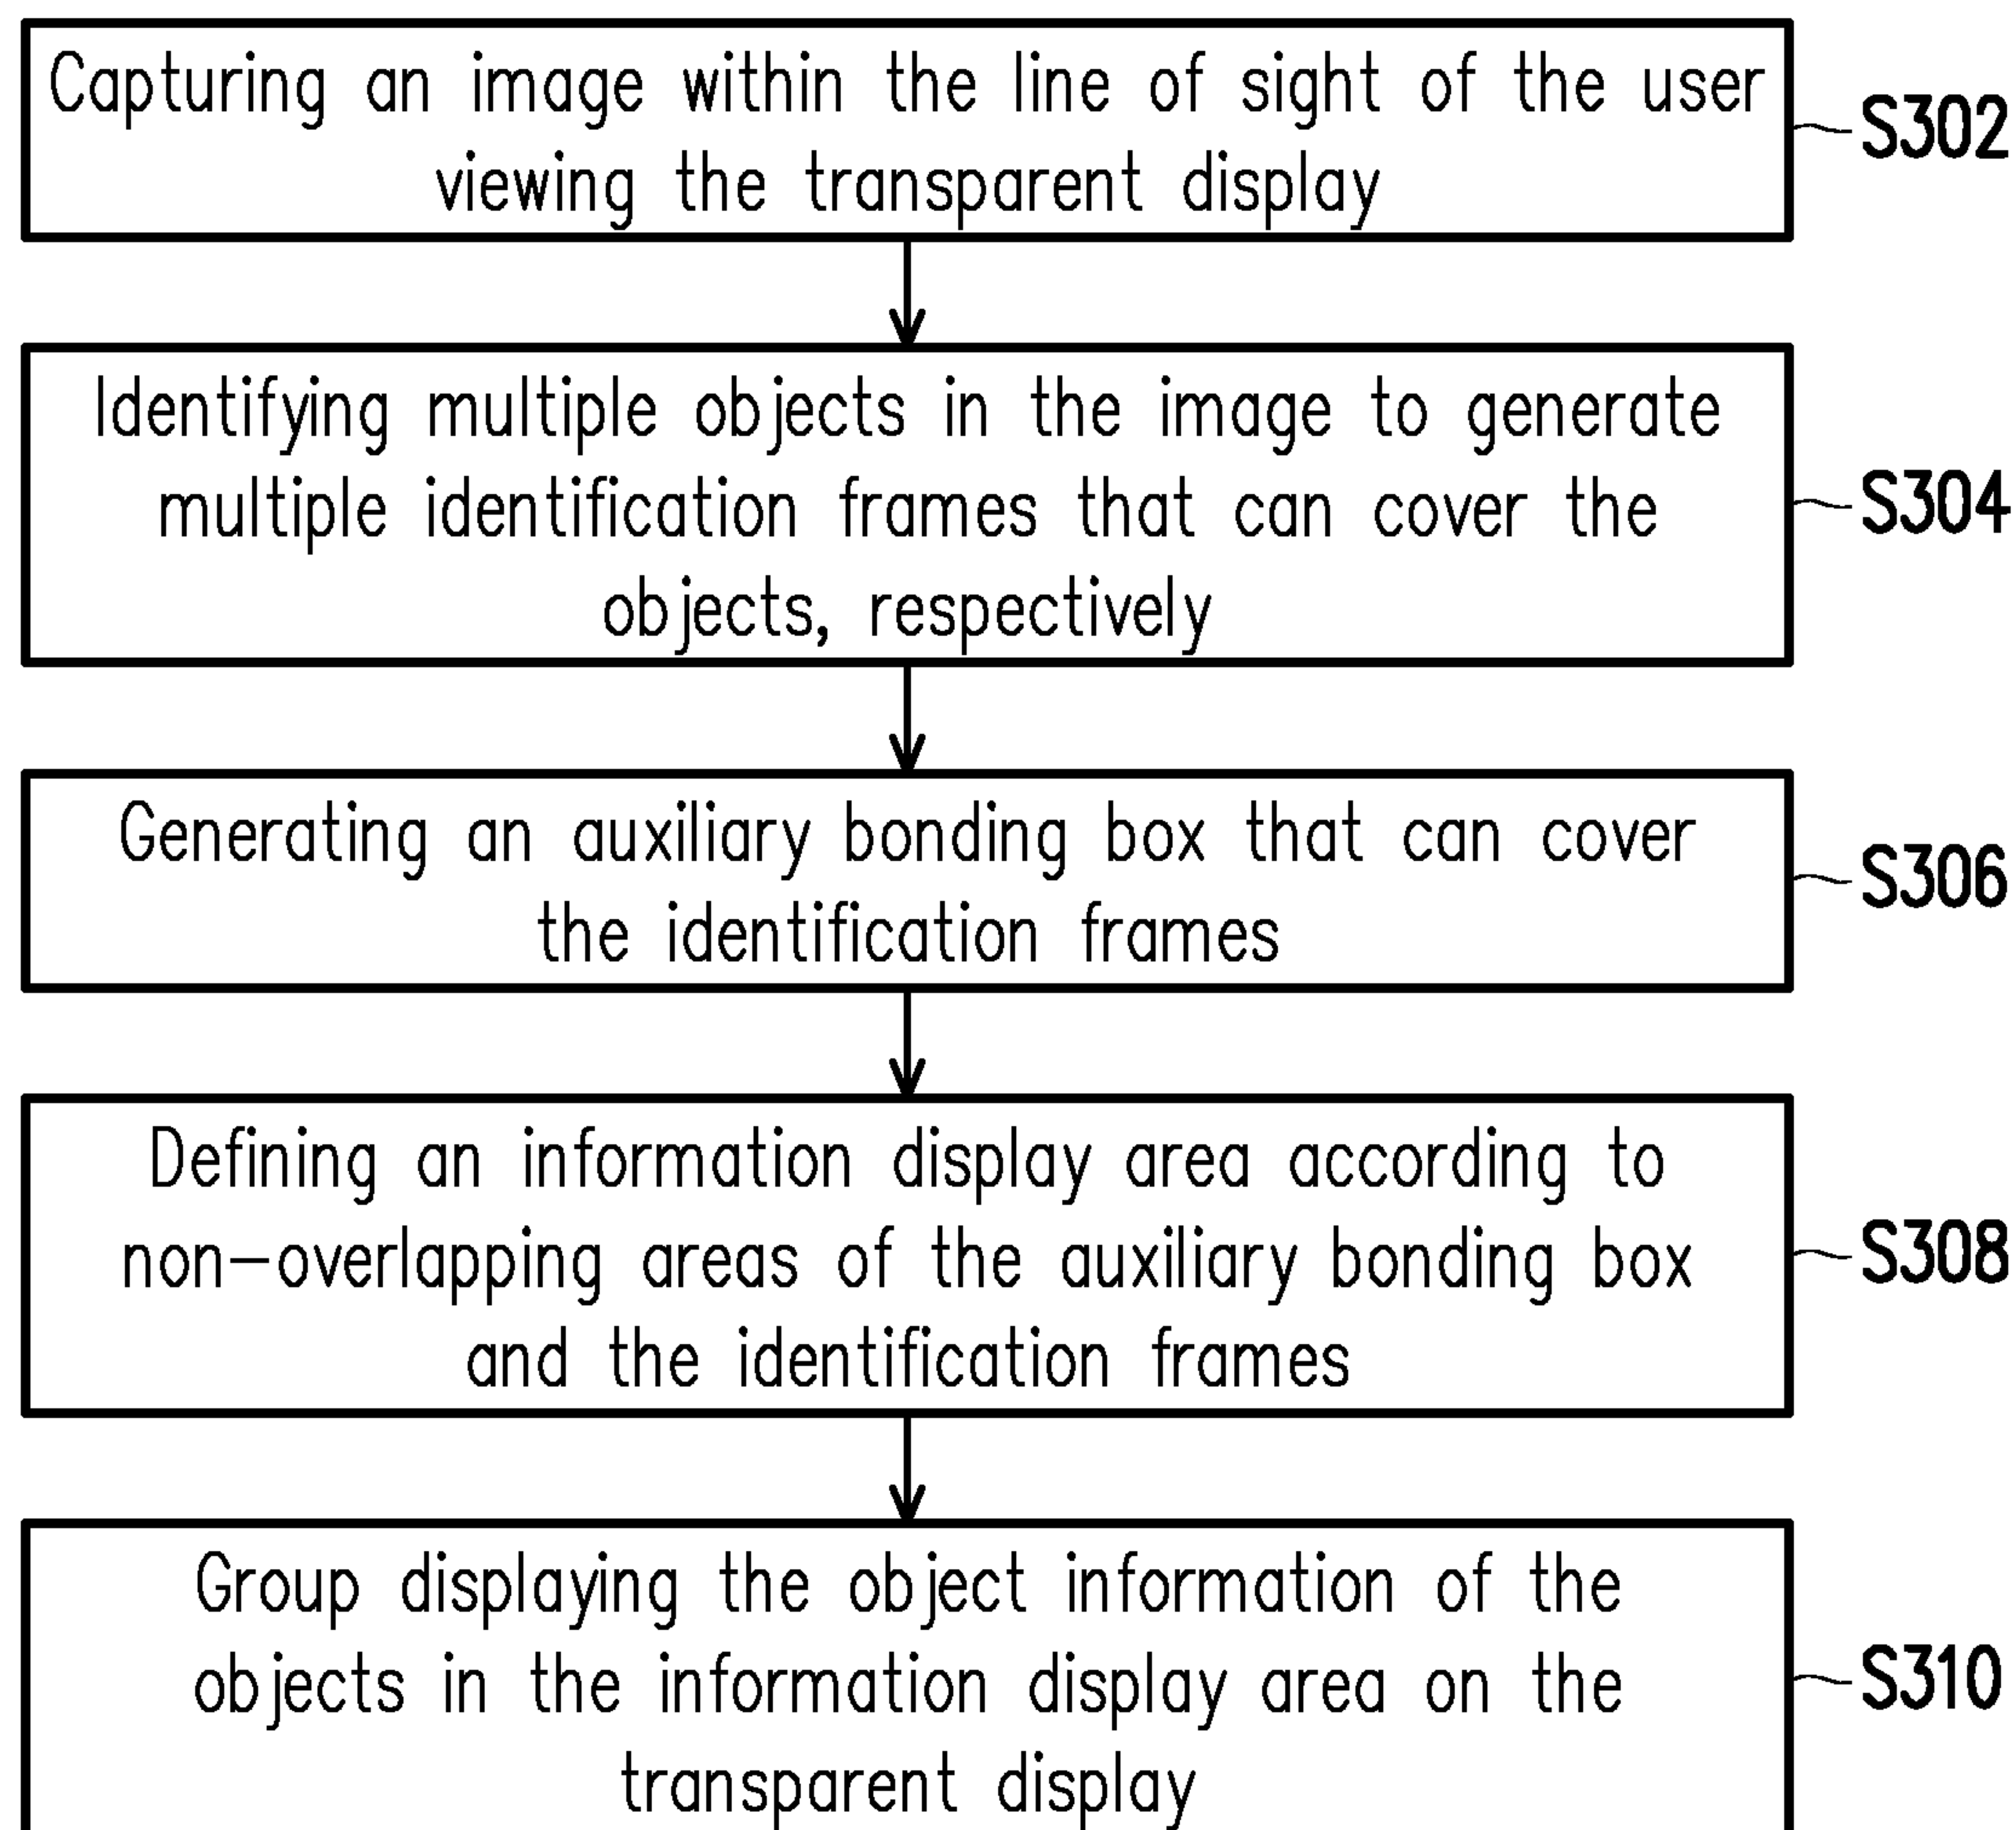 Capturing an image within the line of sight of the user
viewing the transparent display
S302
Identifying multiple objects in the image to generate
multiple identification frames that can cover the
objects, respectively
S304
Generating an auxiliary bonding box that can cover
the identification frames
S306
Defining an information display area according to
non-overlapping areas of the auxiliary bonding box
and the identification frames
S308
Group displaying the object information of the
objects in the information display area on the
transparent display
S310